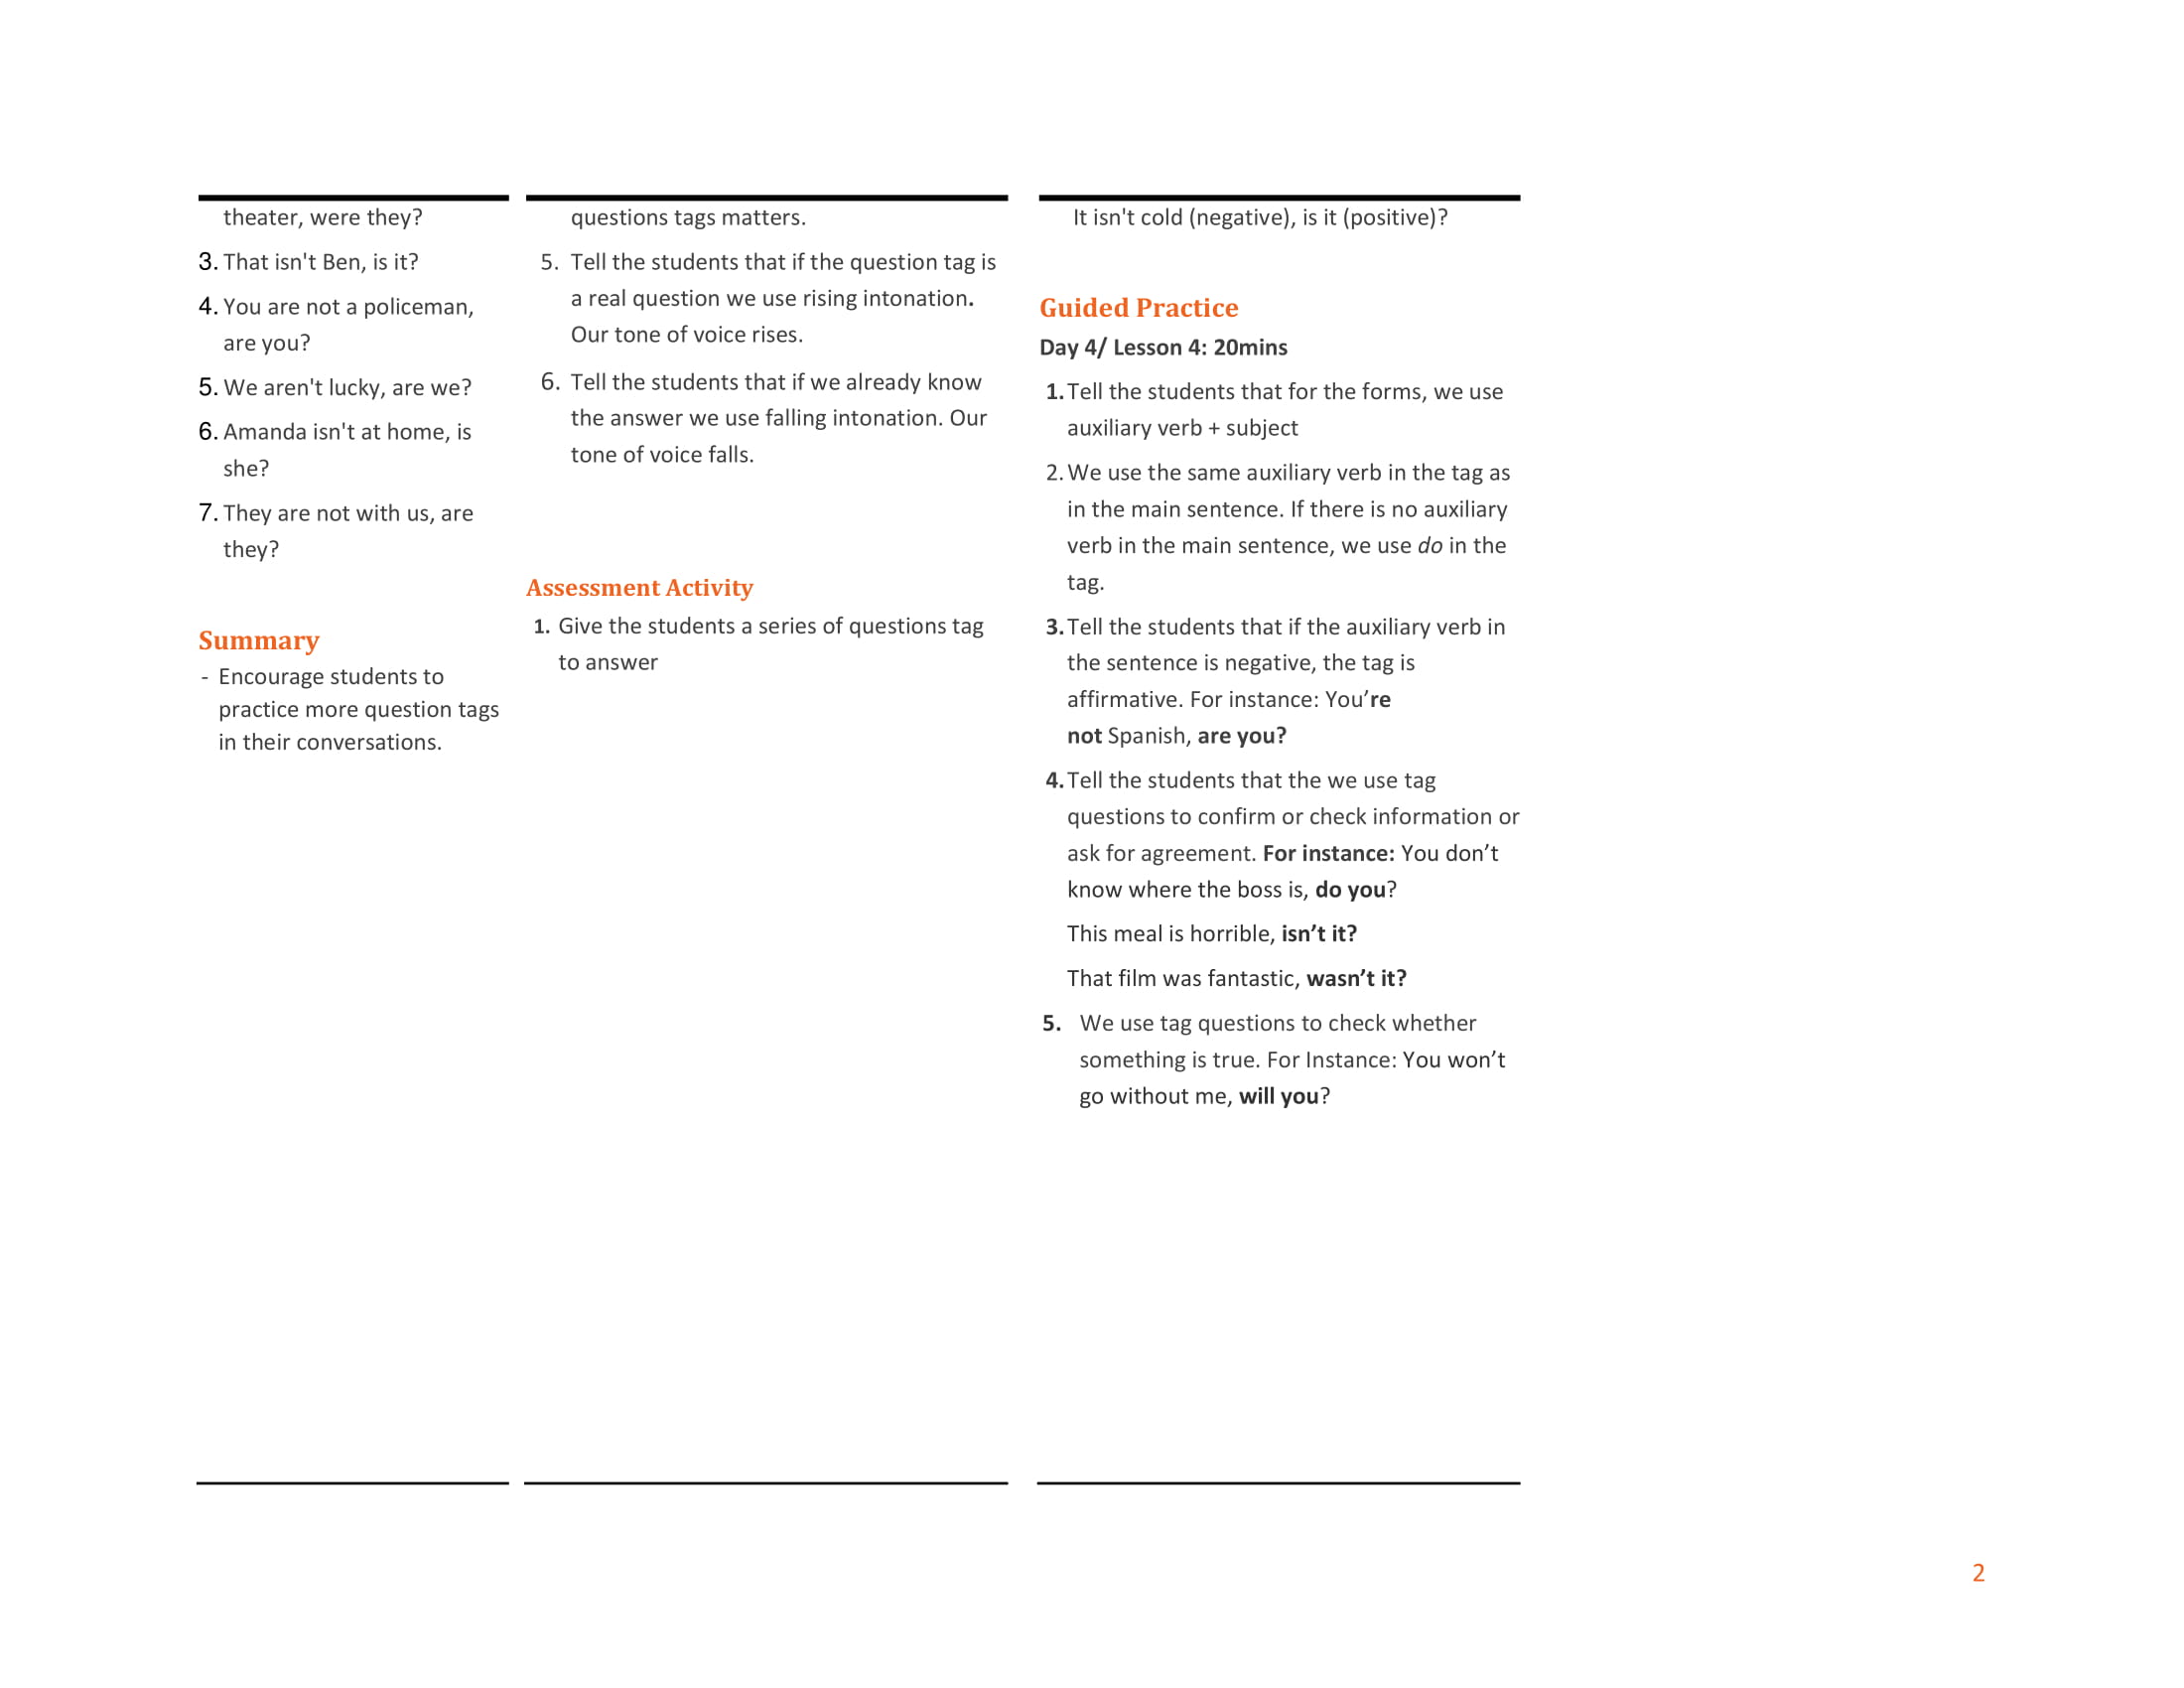 theater, were they?
3. That isn't Ben, is it?
4. You are not a policeman,
are you?
5. We aren't lucky, are we?
6. Amanda isn't at home, is
she?
7. They are not with us, are
they?
Summary
- Encourage students to
practice more question tags
in their conversations.
questions tags matters.
5. Tell the students that if the question tag is
a real question we use rising intonation.
Our tone of voice rises.
6. Tell the students that if we already know
the answer we use falling intonation. Our
tone of voice falls.
Assessment Activity
1. Give the students a series of questions tag
to answer
It isn't cold (negative), is it (positive)?
Guided Practice
Day 4/ Lesson 4: 20mins
1. Tell the students that for the forms, we use
auxiliary verb + subject
2. We use the same auxiliary verb in the tag as
in the main sentence. If there is no auxiliary
verb in the main sentence, we use do in the
tag.
3. Tell the students that if the auxiliary verb in
the sentence is negative, the tag is
affirmative. For instance: You’re
not Spanish, are you?
4. Tell the students that the we use tag
questions to confirm or check information or
ask for agreement. For instance: You don’t
know where the boss is, do you?
This meal is horrible, isn’t it?
That film was fantastic, wasn’t it?
5. We use tag questions to check whether
something is true. For Instance: You won’t
go without me, will you?
2